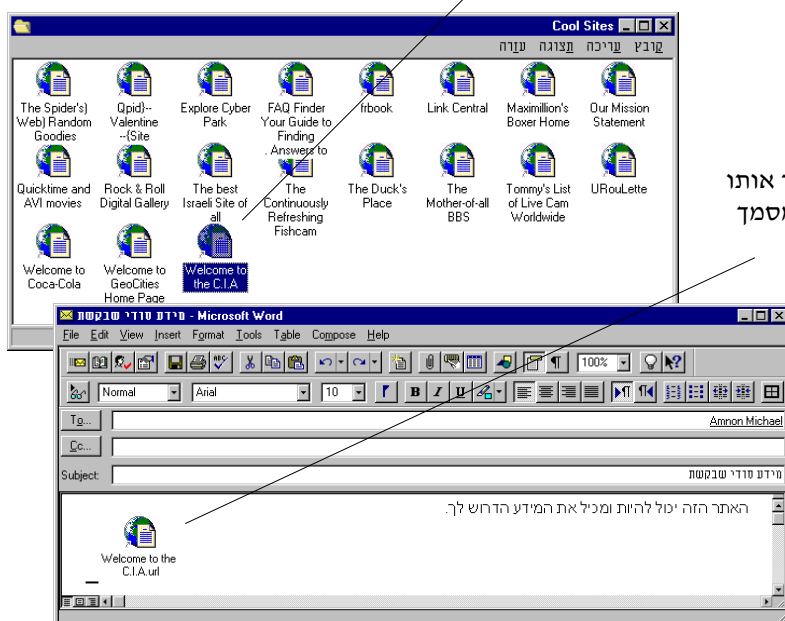 Cool Sites
קובץ עריכה תצוגה עזרה
The Spider's)
Web) Random
Goodies
Qpid}--
Valentine
--{Site
Explore Cyber
Park
FAQ Finder
Your Guide to
Finding
. Answers to
frbook
Link Central
Maximillion's
Boxer Home
Our Mission
Statement
Quicktime and
AVI movies
Rock & Roll
Digital Gallery
The best
Israeli Site of
all
The
Continuously
Refreshing
Fishcam
The Duck's
Place
The
Mother-of-all
BBS
Tommy's List
of Live Cam
Worldwide
URouLette
Welcome to
Coca-Cola
Welcome to
GeoCities
Home Page
Welcome to
the C.I.A
אותו
מידע סודי שבקשת - Microsoft Word
File Edit View Insert Format Tools Table Compose Help
100%
Normal Arial 10 B I U
To... Amnon Michael
Cc...
Subject: מידע סודי שבקשת
האתר הזה יכול להיות ומכיל את המידע הדרוש לך.
Welcome to the
C.I.A.url